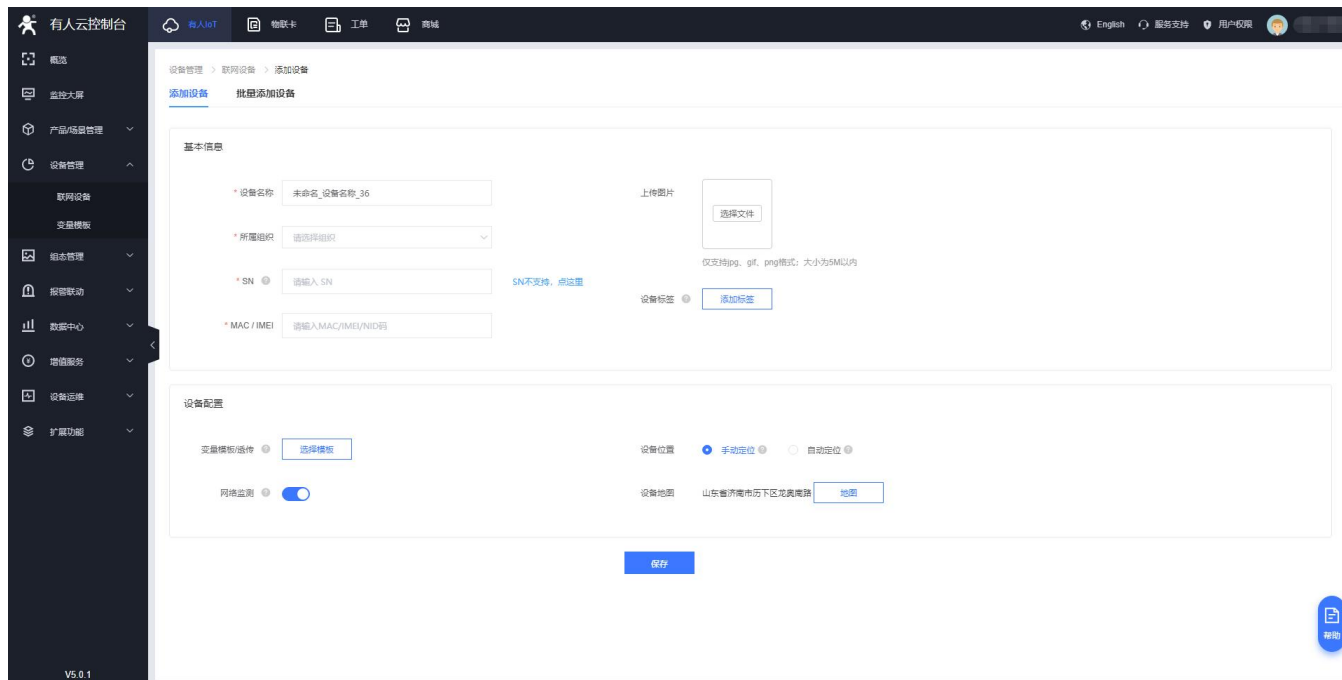 有人云控制台
有人IoT
物联卡
工单
商城
English
服务支持
用户权限
概览
监控大屏
产品/场景管理
设备管理
联网设备
变量模板
组态管理
报警联动
数据中心
增值服务
设备运维
扩展功能
V5.0.1
设备管理 > 联网设备 > 添加设备
添加设备
批量添加设备
基本信息
* 设备名称 未命名_设备名称_36
* 所属组织 请选择组织
* SN 请输入 SN SN不支持，点这里
* MAC / IMEI 请输入MAC/IMEI/NID码
上传图片
选择文件
仅支持jpg、gif、png格式；大小为5M以内
设备标签 添加标签
设备配置
变量模板/透传 选择模板
网络监测
设备位置 手动定位 自动定位
设备地图 山东省济南市历下区龙奥南路 地图
保存
帮助